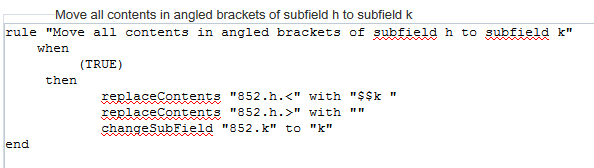 Move all contents in angled brackets of subfield h to subfield k
rule "Move all contents in angled brackets of subfield h to subfield k"
when
(TRUE)
then
replaceContents "852.h.<" with "$$k "
replaceContents "852.h.>" with ""
changeSubField "852.k" to "k"
end